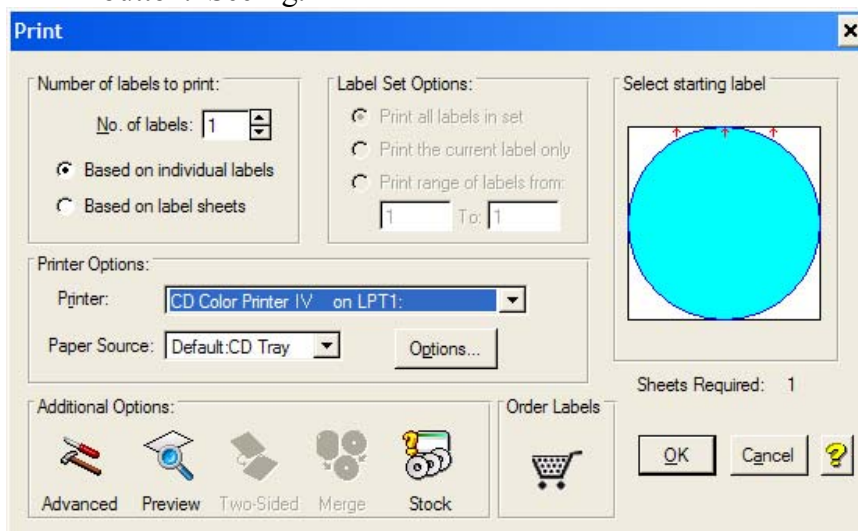 Print
Number of labels to print:
No. of labels: 1
Based on individual labels
Based on label sheets
Label Set Options:
Print all labels in set
Print the current label only
Print range of labels from:
1 To: 1
Select starting label
Printer Options:
Printer: CD Color Printer IV on LPT1:
Paper Source: Default:CD Tray Options...
Sheets Required: 1
Additional Options:
Advanced Preview Two-Sided Merge Stock
Order Labels
OK Cancel